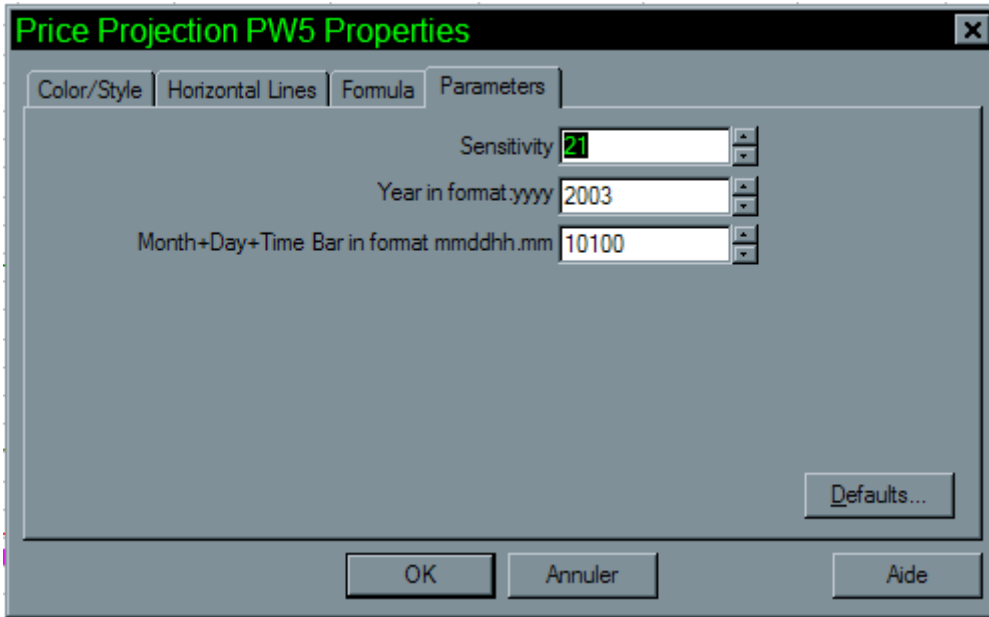 Price Projection PW5 Properties
Color/Style Horizontal Lines Formula Parameters
Sensitivity 21
Year in format:yyyy 2003
Month+Day+Time Bar in format mmddhh.mm 10100
Defaults...
OK Annuler Aide